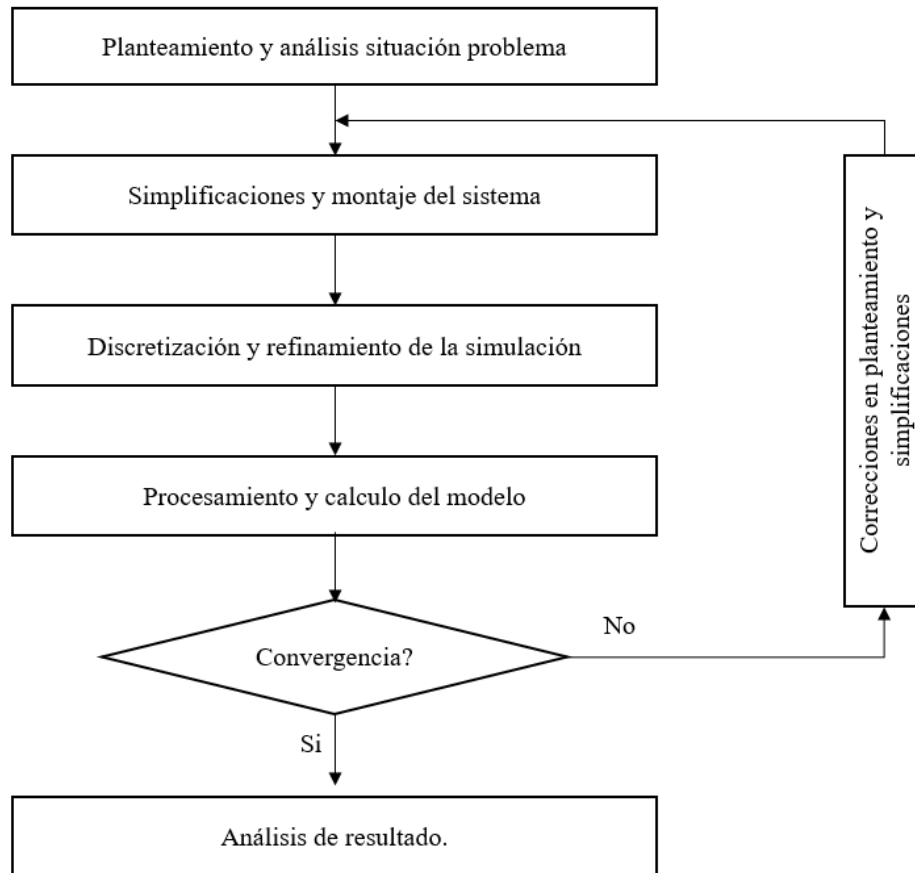 Planteamiento y análisis situación problema
Simplificaciones y montaje del sistema
Discretización y refinamiento de la simulación
Procesamiento y calculo del modelo
Convergencia?
No
Si
Análisis de resultado.
Correcciones en planteamiento y
simplificaciones